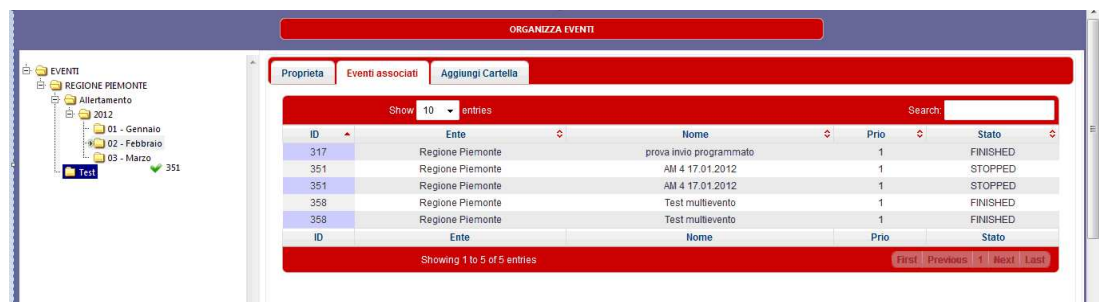 ORGANIZZA EVENTI
EVENTI
REGIONE PIEMONTE
Allertamento
2012
01 - Gennaio
02 - Febbraio
03 - Marzo
Test
351
Proprieta Eventi associati Aggiungi Cartella
Show 10 entries Search:
ID Ente Nome Prio Stato
317 Regione Piemonte prova invio programmato 1 FINISHED
351 Regione Piemonte AM 4 17.01.2012 1 STOPPED
351 Regione Piemonte AM 4 17.01.2012 1 STOPPED
358 Regione Piemonte Test multievento 1 FINISHED
358 Regione Piemonte Test multievento 1 FINISHED
ID Ente Nome Prio Stato
Showing 1 to 5 of 5 entries First Previous 1 Next Last